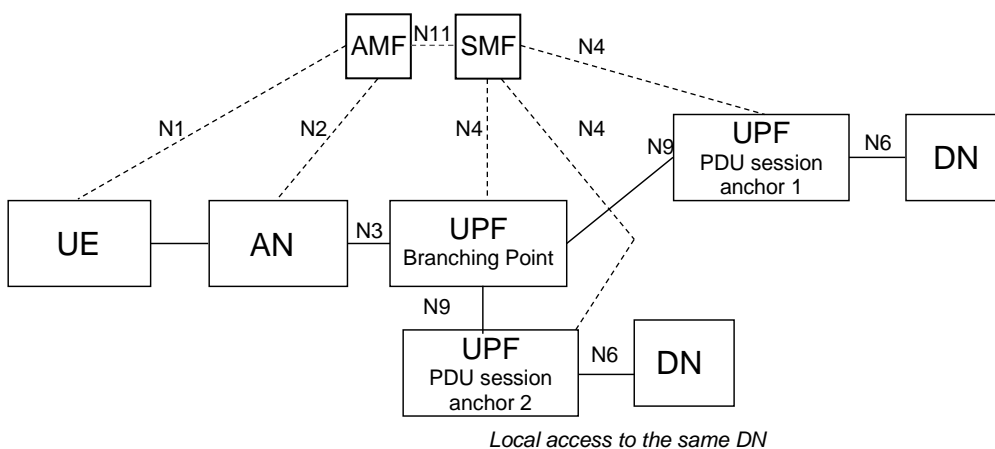 AMF
N11
SMF
N4
N1
N2
N4
N4
UPF
PDU session
anchor 1
N9
N6
DN
UE
AN
N3
UPF
Branching Point
N9
UPF
PDU session
anchor 2
N6
DN
Local access to the same DN